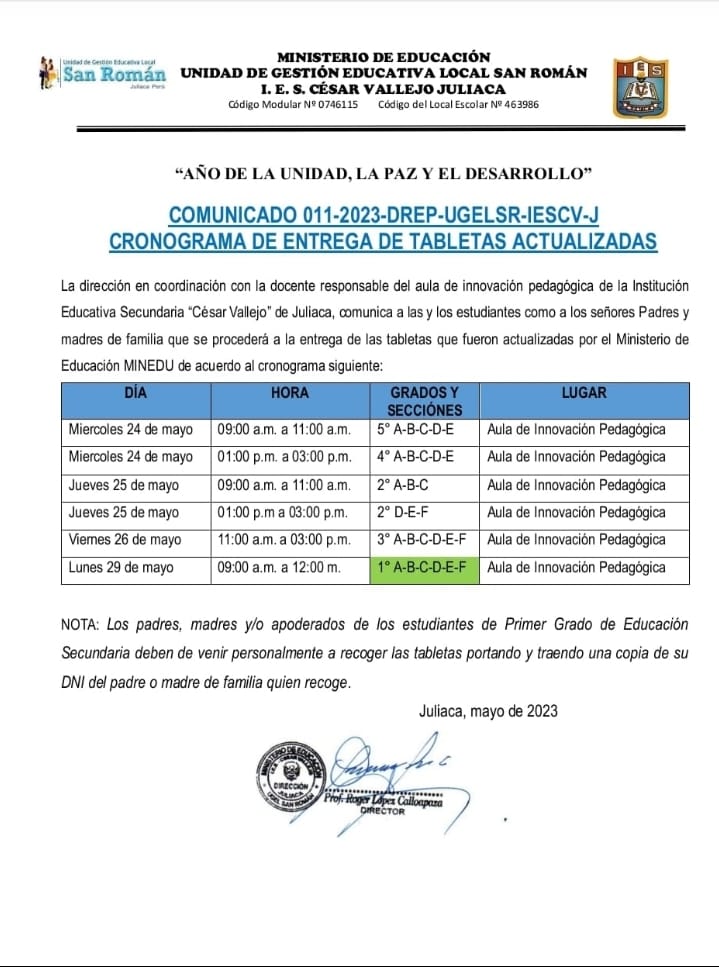 Unidad de Gestión Educativa Local
San Román
Juliaca Perú
MINISTERIO DE EDUCACIÓN
UNIDAD DE GESTIÓN EDUCATIVA LOCAL SAN ROMÁN
I. E. S. CÉSAR VALLEJO JULIACA
Código Modular Nº 0746115 Código del Local Escolar Nº 463986
I E S
“AÑO DE LA UNIDAD, LA PAZ Y EL DESARROLLO”
COMUNICADO 011-2023-DREP-UGELSR-IESCV-J
CRONOGRAMA DE ENTREGA DE TABLETAS ACTUALIZADAS
La dirección en coordinación con la docente responsable del aula de innovación pedagógica de la Institución
Educativa Secundaria “César Vallejo” de Juliaca, comunica a las y los estudiantes como a los señores Padres y
madres de familia que se procederá a la entrega de las tabletas que fueron actualizadas por el Ministerio de
Educación MINEDU de acuerdo al cronograma siguiente:
DÍA HORA GRADOS Y SECCIÓNES LUGAR
Miercoles 24 de mayo 09:00 a.m. a 11:00 a.m. 5° A-B-C-D-E Aula de Innovación Pedagógica
Miercoles 24 de mayo 01:00 p.m. a 03:00 p.m. 4° A-B-C-D-E Aula de Innovación Pedagógica
Jueves 25 de mayo 09:00 a.m. a 11:00 a.m. 2° A-B-C Aula de Innovación Pedagógica
Jueves 25 de mayo 01:00 p.m a 03:00 p.m. 2° D-E-F Aula de Innovación Pedagógica
Viernes 26 de mayo 11:00 a.m. a 03:00 p.m. 3° A-B-C-D-E-F Aula de Innovación Pedagógica
Lunes 29 de mayo 09:00 a.m. a 12:00 m. 1° A-B-C-D-E-F Aula de Innovación Pedagógica
NOTA: Los padres, madres y/o apoderados de los estudiantes de Primer Grado de Educación
Secundaria deben de venir personalmente a recoger las tabletas portando y trayendo una copia de su
DNI del padre o madre de familia quien recoge.
Juliaca, mayo de 2023
MINISTERIO DE EDUCACIÓN
DIRECCIÓN
JULIACA
UGEL SAN ROMÁN
Prof. Roger López Calloapaza
DIRECTOR